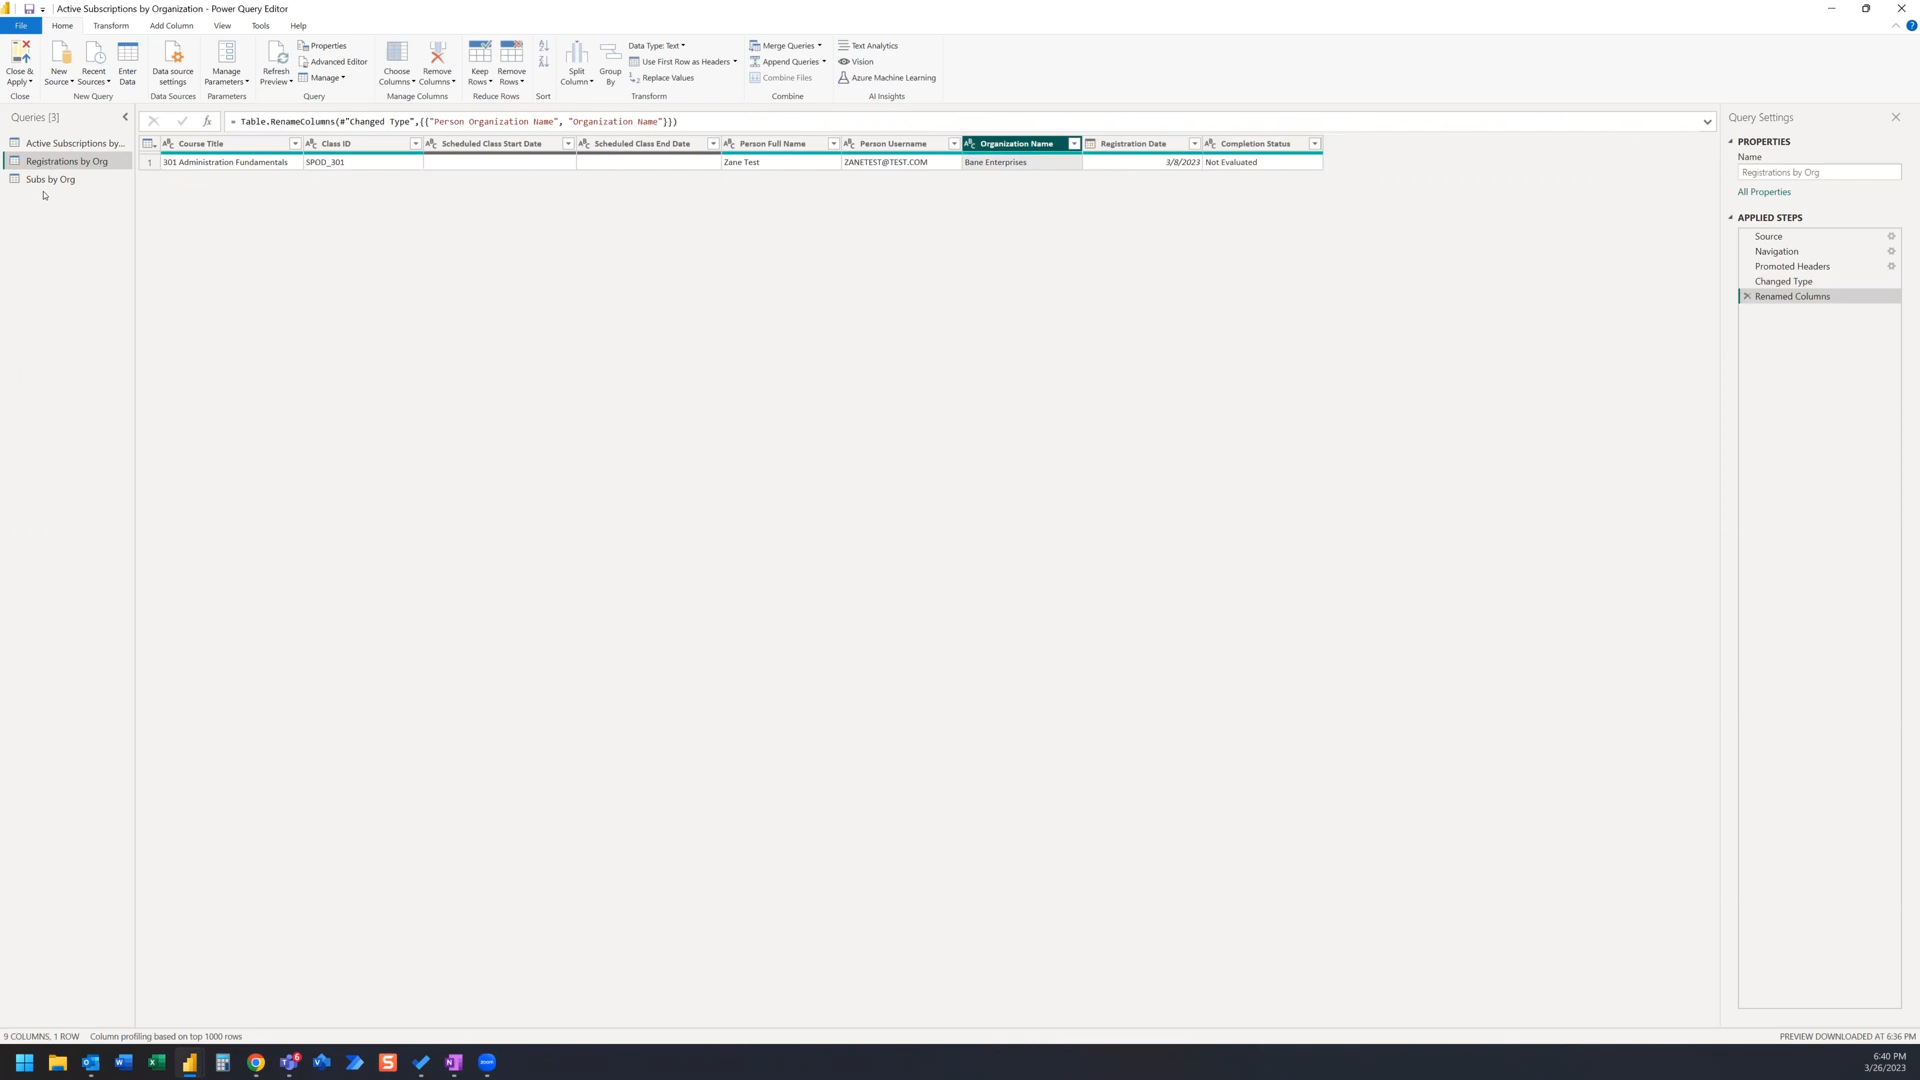 Active Subscriptions by Organization - Power Query Editor
File Home Transform Add Column View Tools Help
Close & Apply
New Source
Recent Sources
Enter Data
Data source settings
Manage Parameters
Refresh Preview
Properties
Advanced Editor
Manage
Choose Columns
Remove Columns
Keep Rows
Remove Rows
Split Column
Group By
Data Type: Text
Use First Row as Headers
Replace Values
Merge Queries
Append Queries
Combine Files
Text Analytics
Vision
Azure Machine Learning
Close New Query Data Sources Parameters Query Manage Columns Reduce Rows Sort Transform Combine AI Insights
Queries [3]
Active Subscriptions by...
Registrations by Org
Subs by Org
fx = Table.RenameColumns(#"Changed Type",{{"Person Organization Name", "Organization Name"}})
Course Title Class ID Scheduled Class Start Date Scheduled Class End Date Person Full Name Person Username Organization Name Registration Date Completion Status
1 301 Administration Fundamentals SPOD_301 Zane Test ZANETEST@TEST.COM Bane Enterprises 3/8/2023 Not Evaluated
Query Settings
PROPERTIES
Name
Registrations by Org
All Properties
APPLIED STEPS
Source
Navigation
Promoted Headers
Changed Type
Renamed Columns
9 COLUMNS, 1 ROW Column profiling based on top 1000 rows
PREVIEW DOWNLOADED AT 6:36 PM
6
zoom
6:40 PM
3/26/2023